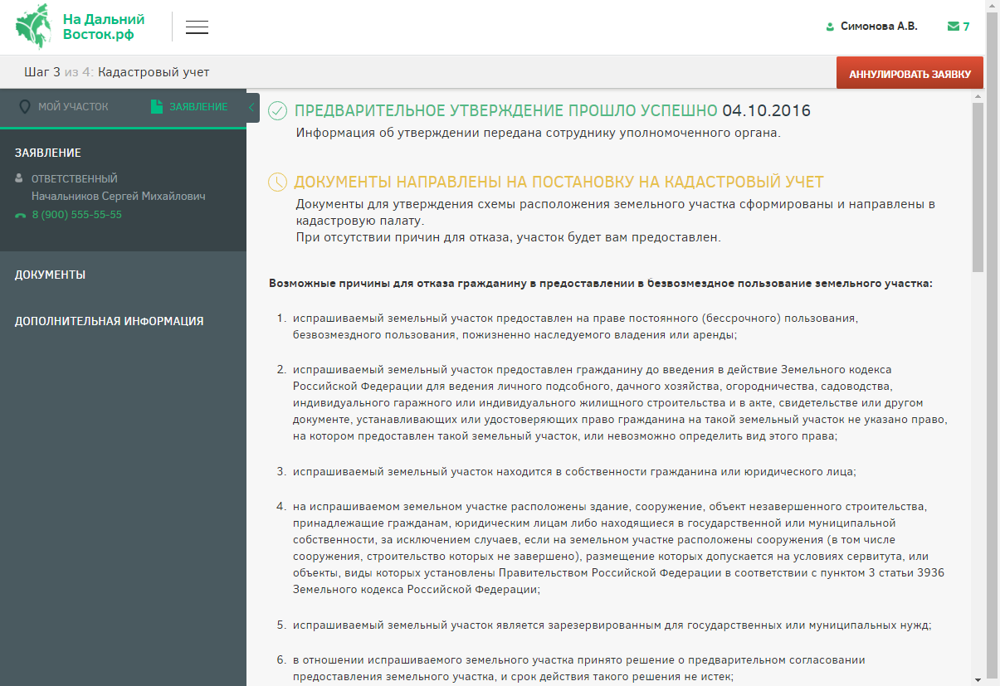 На Дальний
Восток.рф
Симонова А.В.
7
Шаг 3 из 4: Кадастровый учет
АННУЛИРОВАТЬ ЗАЯВКУ
МОЙ УЧАСТОК
ЗАЯВЛЕНИЕ
ЗАЯВЛЕНИЕ
ОТВЕТСТВЕННЫЙ
Начальников Сергей Михайлович
8 (900) 555-55-55
ДОКУМЕНТЫ
ДОПОЛНИТЕЛЬНАЯ ИНФОРМАЦИЯ
ПРЕДВАРИТЕЛЬНОЕ УТВЕРЖДЕНИЕ ПРОШЛО УСПЕШНО 04.10.2016
Информация об утверждении передана сотруднику уполномоченного органа.
ДОКУМЕНТЫ НАПРАВЛЕНЫ НА ПОСТАНОВКУ НА КАДАСТРОВЫЙ УЧЕТ
Документы для утверждения схемы расположения земельного участка сформированы и направлены в
кадастровую палату.
При отсутствии причин для отказа, участок будет вам предоставлен.
Возможные причины для отказа гражданину в предоставлении в безвозмездное пользование земельного участка:
1. испрашиваемый земельный участок предоставлен на праве постоянного (бессрочного) пользования,
безвозмездного пользования, пожизненно наследуемого владения или аренды;
2. испрашиваемый земельный участок предоставлен гражданину до введения в действие Земельного кодекса
Российской Федерации для ведения личного подсобного, дачного хозяйства, огородничества, садоводства,
индивидуального гаражного или индивидуального жилищного строительства и в акте, свидетельстве или другом
документе, устанавливающих или удостоверяющих право гражданина на такой земельный участок не указано право,
на котором предоставлен такой земельный участок, или невозможно определить вид этого права;
3. испрашиваемый земельный участок находится в собственности гражданина или юридического лица;
4. на испрашиваемом земельном участке расположены здание, сооружение, объект незавершенного строительства,
принадлежащие гражданам, юридическим лицам либо находящиеся в государственной или муниципальной
собственности, за исключением случаев, если на земельном участке расположены сооружения (в том числе
сооружения, строительство которых не завершено), размещение которых допускается на условиях сервитута, или
объекты, виды которых установлены Правительством Российской Федерации в соответствии с пунктом 3 статьи 3936
Земельного кодекса Российской Федерации;
5. испрашиваемый земельный участок является зарезервированным для государственных или муниципальных нужд;
6. в отношении испрашиваемого земельного участка принято решение о предварительном согласовании
предоставления земельного участка, и срок действия такого решения не истек;